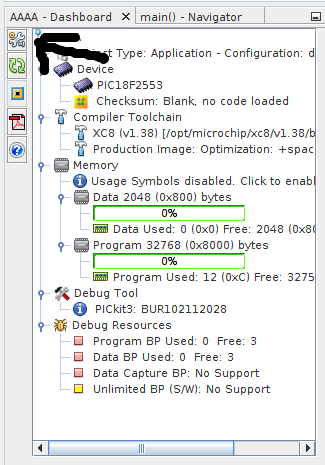 AAAA - Dashboard
main() - Navigator
Type: Application - Configuration: d
Device
PIC18F2553
Checksum: Blank, no code loaded
Compiler Toolchain
XC8 (v1.38) [/opt/microchip/xc8/v1.38/b
Production Image: Optimization: +spac
Memory
Usage Symbols disabled. Click to enabl
Data 2048 (0x800) bytes
0%
Data Used: 0 (0x0) Free: 2048 (0x80
Program 32768 (0x8000) bytes
0%
Program Used: 12 (0xC) Free: 3275
Debug Tool
PICkit3: BUR102112028
Debug Resources
Program BP Used: 0 Free: 3
Data BP Used: 0 Free: 3
Data Capture BP: No Support
Unlimited BP (S/W): No Support